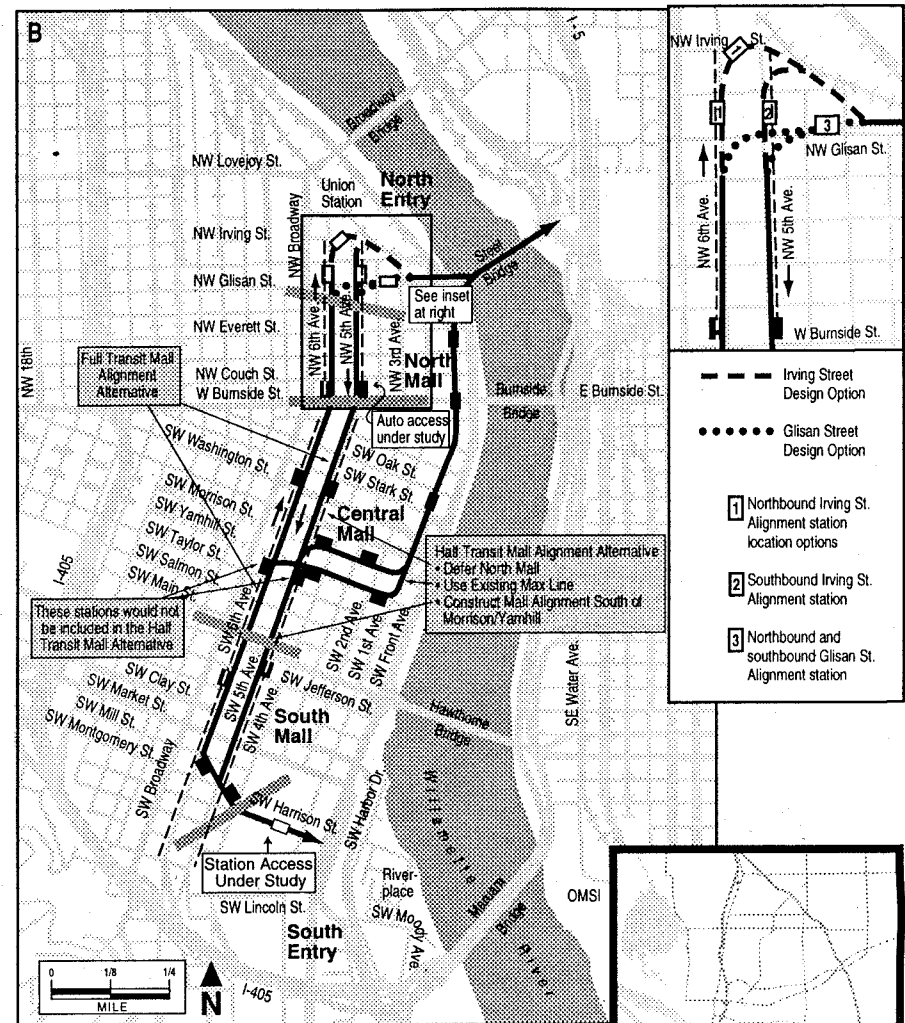 B
I-5
Broadway
Bridge
NW Lovejoy St.
Union
Station
North
Entry
NW Broadway
NW Irving St.
NW Glisan St.
Steel
Bridge
See inset
at right
NW 6th Ave.
NW 5th Ave.
NW 3rd Ave.
NW Everett St.
North
Mall
NW 16th
Full Transit Mall
Alignment
Alternative
NW Couch St.
W Burnside St.
Burnside
Bridge
E Burnside St.
Auto access
under study
SW Washington St.
SW Oak St.
SW Stark St.
SW Morrison St.
SW Yamhill St.
SW Taylor St.
SW Salmon St.
SW Main St.
Central
Mall
Half Transit Mall Alignment Alternative
• Defer North Mall
• Use Existing Max Line
• Construct Mall Alignment South of
Morrison/Yamhill
I-405
These stations would not
be included in the Half
Transit Mall Alternative
SW 6th Ave.
SW 5th Ave.
SW 4th Ave.
SW 2nd Ave.
SW 1st Ave.
SW Front Ave.
SW Clay St.
SW Market St.
SW Mill St.
SW Montgomery St.
SW Jefferson St.
South
Mall
Hawthorne
Bridge
SE Water Ave.
SW Broadway
SW Harrison St.
SW Harbor Dr.
Willamette
River
Station Access
Under Study
River-
place
SW Moody Ave.
Marquam
Bridge
OMSI
SW Lincoln St.
South
Entry
I-405
0 1/8 1/4
MILE
N
NW Irving St.
1
1
2
3
NW Glisan St.
NW 6th Ave.
NW 5th Ave.
W Burnside St.
Irving Street
Design Option
Glisan Street
Design Option
1 Northbound Irving St.
Alignment station
location options
2 Southbound Irving St.
Alignment station
3 Northbound and
southbound Glisan St.
Alignment station